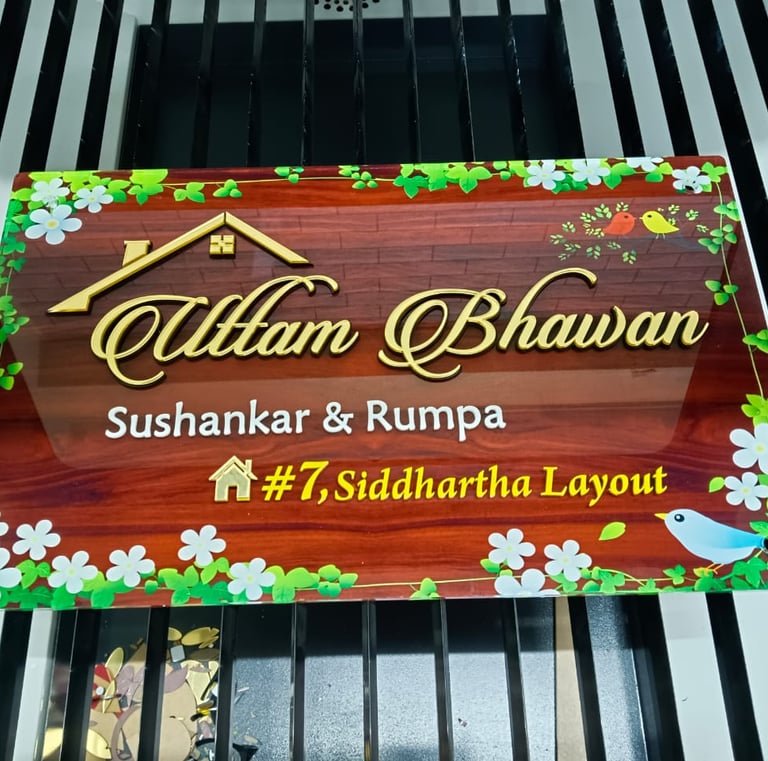 Uttam Bhawan
Sushankar & Rumpa
#7, Siddhartha Layout